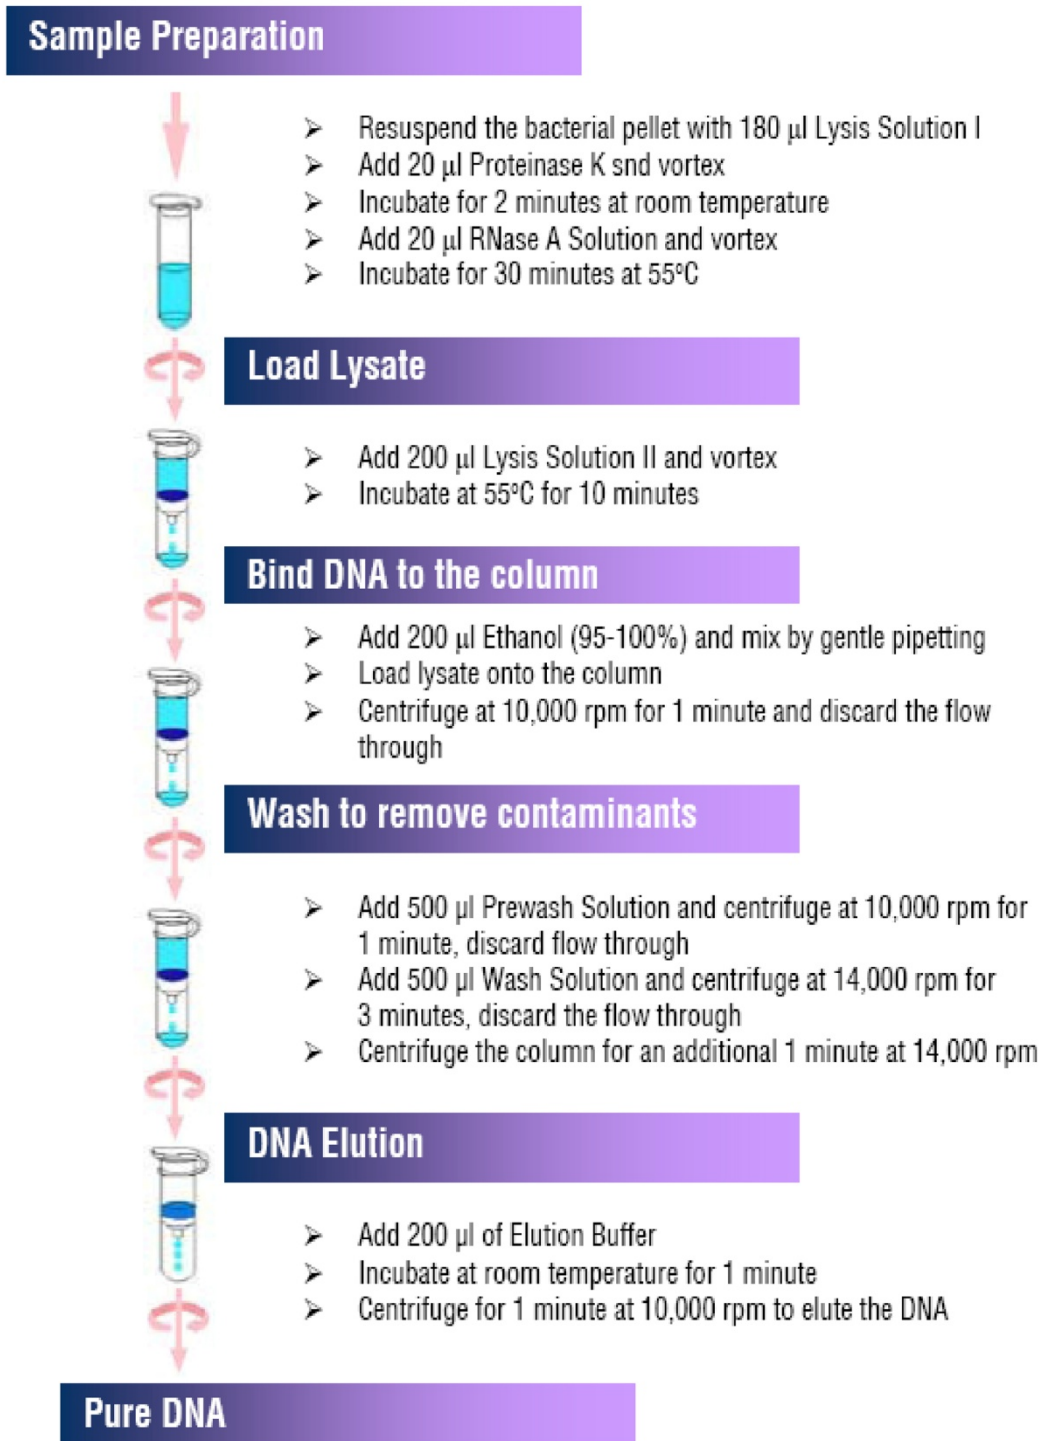 Sample Preparation
➢ Resuspend the bacterial pellet with 180 µl Lysis Solution I
➢ Add 20 µl Proteinase K snd vortex
➢ Incubate for 2 minutes at room temperature
➢ Add 20 µl RNase A Solution and vortex
➢ Incubate for 30 minutes at 55ºC
Load Lysate
➢ Add 200 µl Lysis Solution II and vortex
➢ Incubate at 55ºC for 10 minutes
Bind DNA to the column
➢ Add 200 µl Ethanol (95-100%) and mix by gentle pipetting
➢ Load lysate onto the column
➢ Centrifuge at 10,000 rpm for 1 minute and discard the flow
through
Wash to remove contaminants
➢ Add 500 µl Prewash Solution and centrifuge at 10,000 rpm for
1 minute, discard flow through
➢ Add 500 µl Wash Solution and centrifuge at 14,000 rpm for
3 minutes, discard the flow through
➢ Centrifuge the column for an additional 1 minute at 14,000 rpm
DNA Elution
➢ Add 200 µl of Elution Buffer
➢ Incubate at room temperature for 1 minute
➢ Centrifuge for 1 minute at 10,000 rpm to elute the DNA
Pure DNA